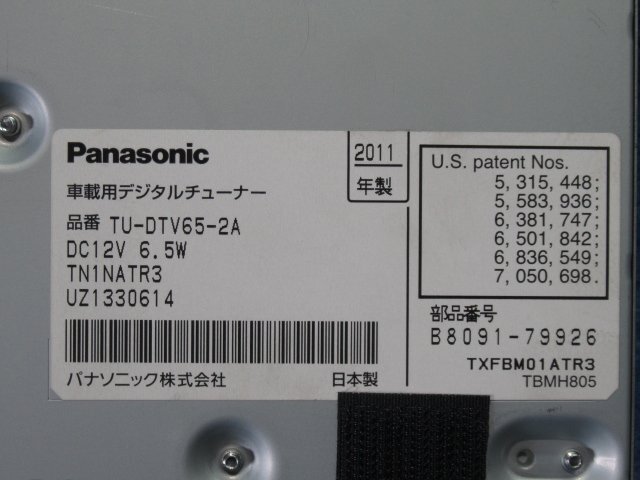 Panasonic
2011
年製
車載用デジタルチューナー
品番 TU-DTV65-2A
DC12V 6.5W
TN1NATR3
UZ1330614
パナソニック株式会社 日本製
U.S. patent Nos.
5, 315, 448;
5, 583, 936;
6, 381, 747;
6, 501, 842;
6, 836, 549;
7, 050, 698.
部品番号
B8091-79926
TXFBM01ATR3
TBMH805